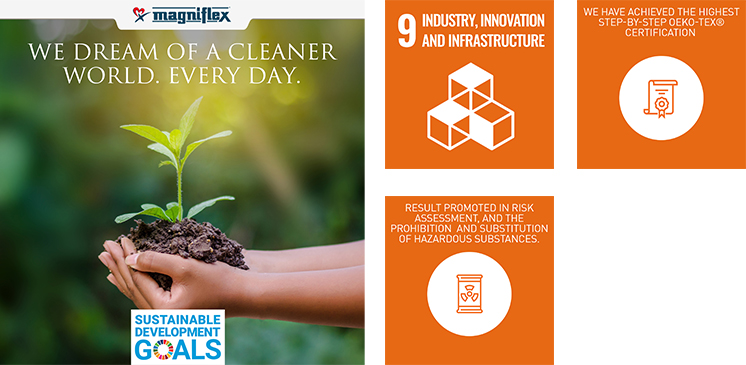 magniflex
WE DREAM OF A CLEANER
WORLD. EVERY DAY.
SUSTAINABLE
DEVELOPMENT
GOALS
9 INDUSTRY, INNOVATION
AND INFRASTRUCTURE
WE HAVE ACHIEVED THE HIGHEST
STEP-BY-STEP OEKO-TEX®
CERTIFICATION
RESULT PROMOTED IN RISK
ASSESSMENT, AND THE
PROHIBITION AND SUBSTITUTION
OF HAZARDOUS SUBSTANCES.